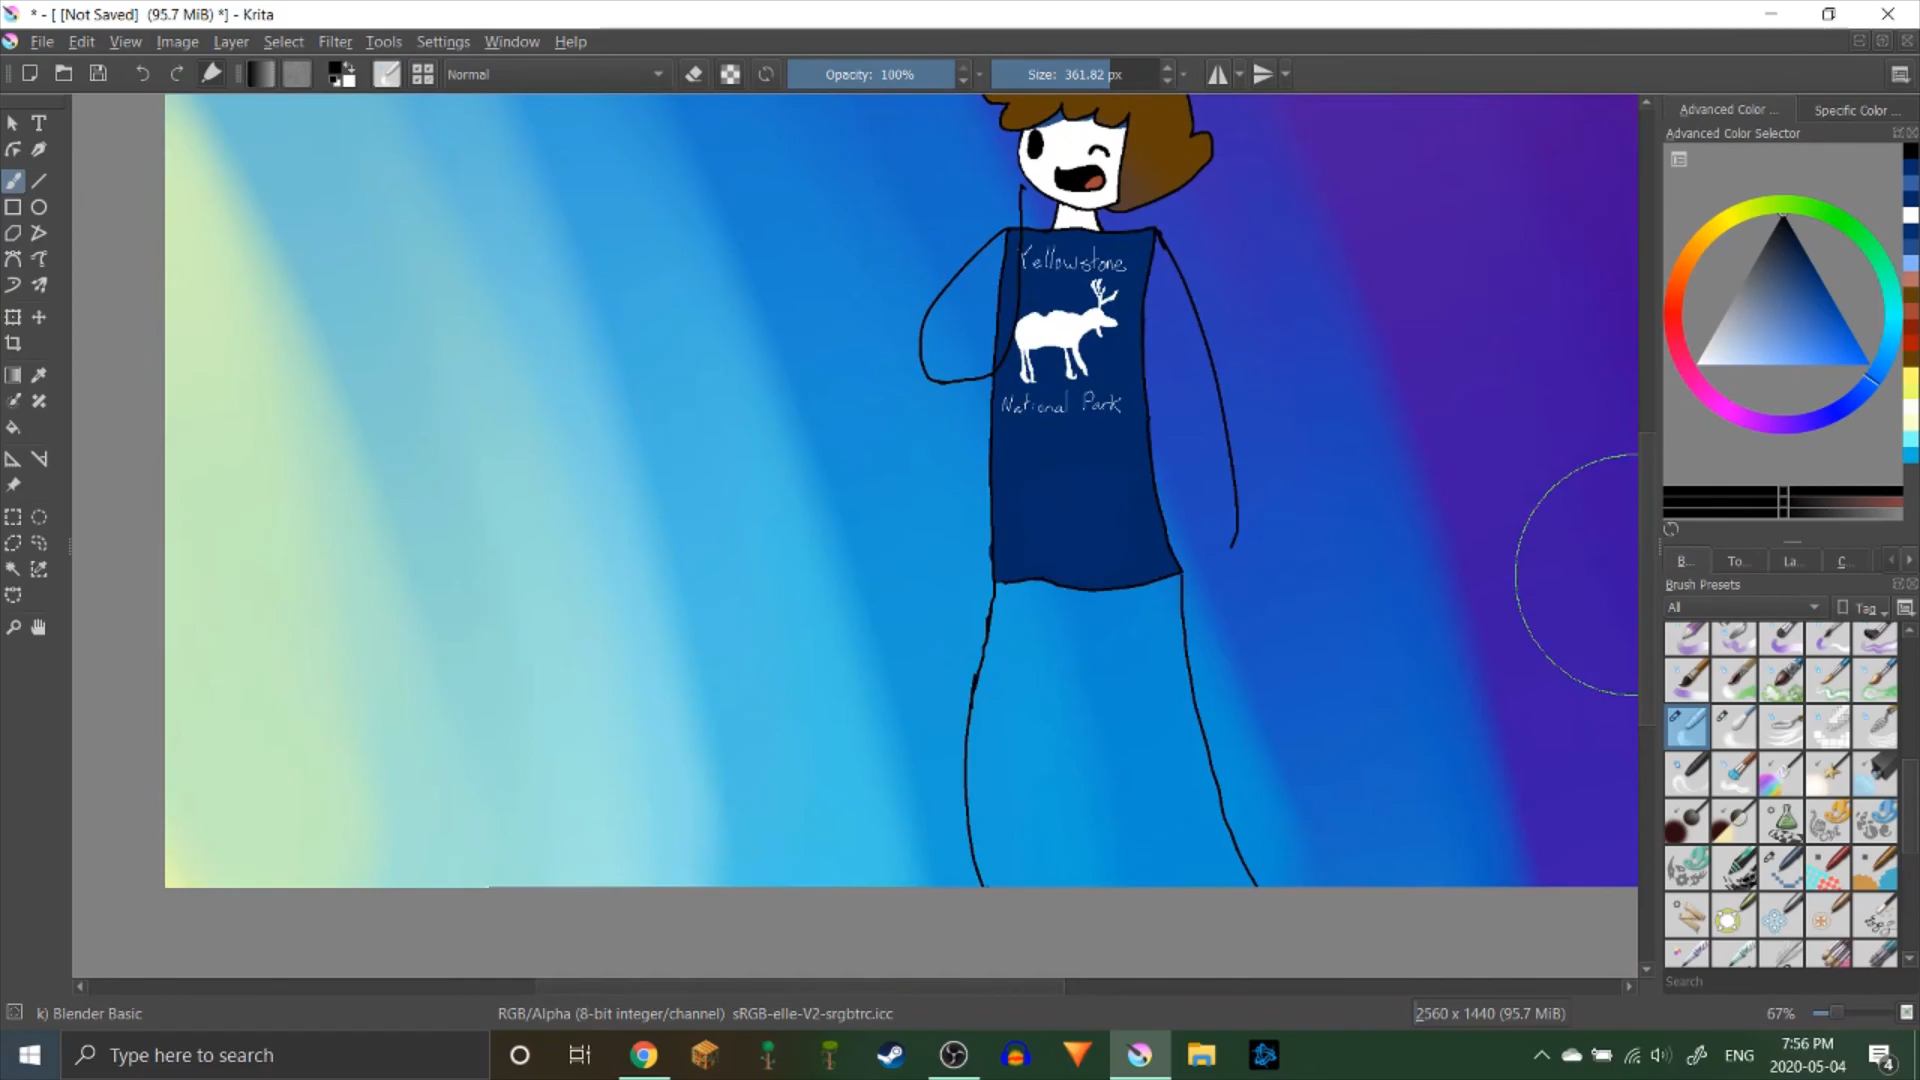 * - [ [Not Saved]  (95.7 MiB) *] - Krita
File Edit View Image Layer Select Filter Tools Settings Window Help
Normal
Opacity: 100%
Size: 361.82 px
Advanced Color ...
Specific Color ...
Advanced Color Selector
Yellowstone
National Park
B...
To...
La...
C...
Brush Presets
All
Tag
Search
k) Blender Basic
RGB/Alpha (8-bit integer/channel)  sRGB-elle-V2-srgbtrc.icc
2560 x 1440 (95.7 MiB)
67%
Type here to search
ENG
7:56 PM
2020-05-04
4